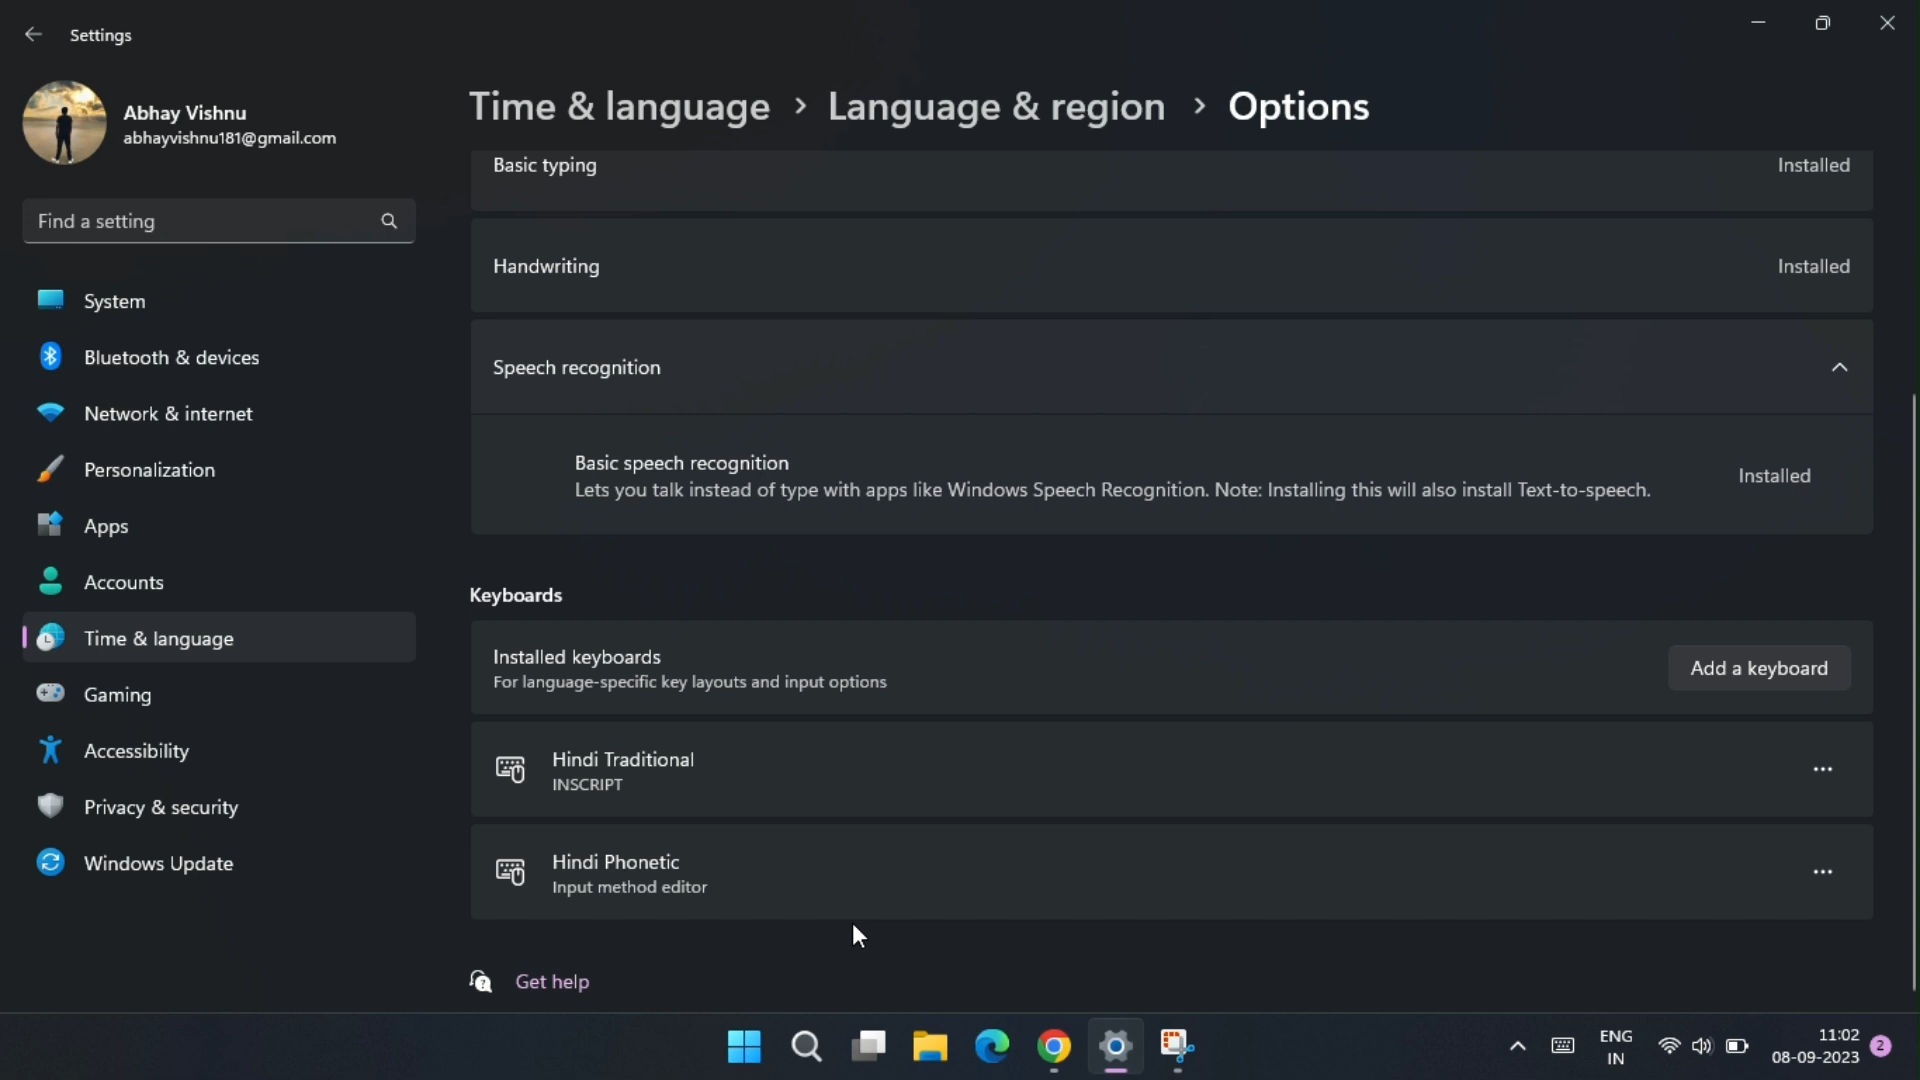 Settings
Abhay Vishnu
abhayvishnu181@gmail.com
Find a setting
System
Bluetooth & devices
Network & internet
Personalization
Apps
Accounts
Time & language
Gaming
Accessibility
Privacy & security
Windows Update
Time & language > Language & region > Options
Basic typing Installed
Handwriting Installed
Speech recognition
Basic speech recognition
Lets you talk instead of type with apps like Windows Speech Recognition. Note: Installing this will also install Text-to-speech.
Installed
Keyboards
Installed keyboards
For language-specific key layouts and input options
Add a keyboard
Hindi Traditional
INSCRIPT
Hindi Phonetic
Input method editor
Get help
ENG
IN
11:02
08-09-2023
2